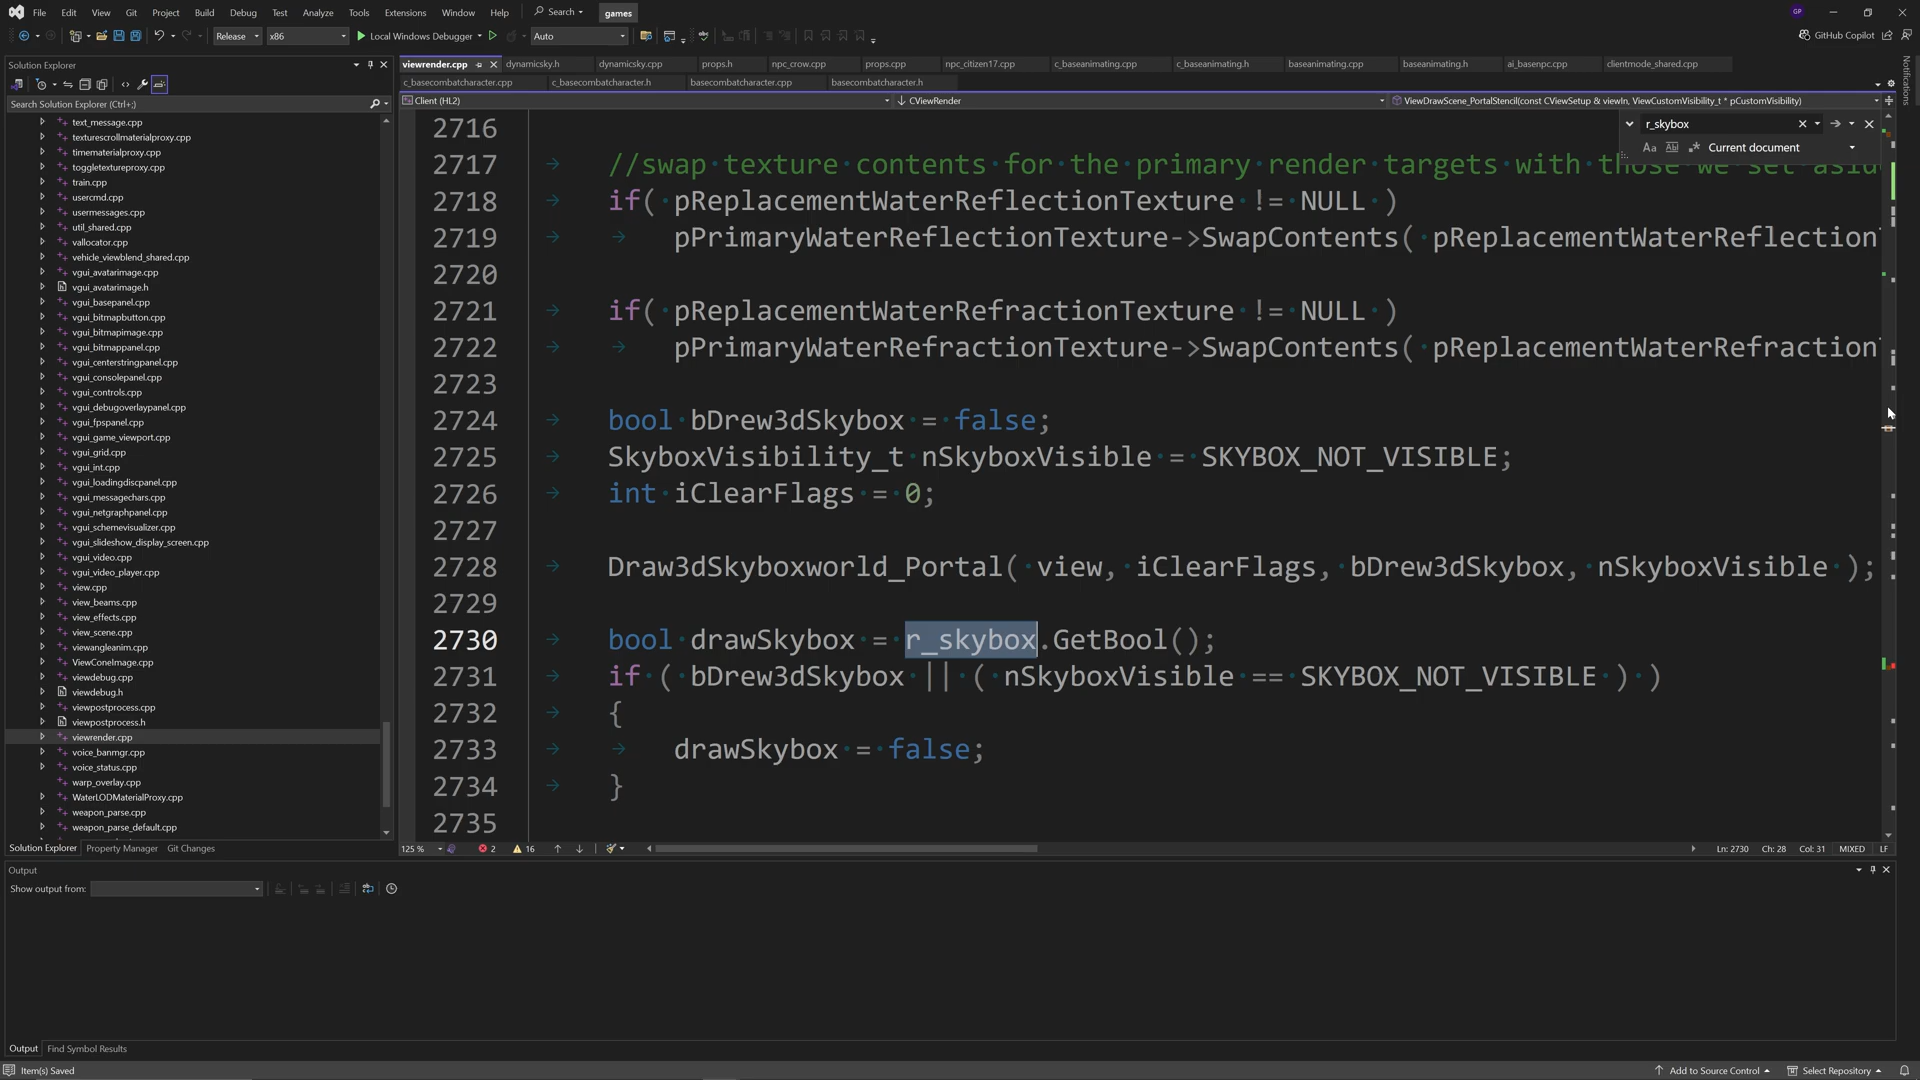 File Edit View Git Project Build Debug Test Analyze Tools Extensions Window Help Search games GP
Release x86 Local Windows Debugger Auto GitHub Copilot
Solution Explorer
Search Solution Explorer (Ctrl+;)
text_message.cpp
texturescrollmaterialproxy.cpp
timematerialproxy.cpp
toggletextureproxy.cpp
train.cpp
usercmd.cpp
usermessages.cpp
util_shared.cpp
vallocator.cpp
vehicle_viewblend_shared.cpp
vgui_avatarimage.cpp
vgui_avatarimage.h
vgui_basepanel.cpp
vgui_bitmapbutton.cpp
vgui_bitmapimage.cpp
vgui_bitmappanel.cpp
vgui_centerstringpanel.cpp
vgui_consolepanel.cpp
vgui_controls.cpp
vgui_debugoverlaypanel.cpp
vgui_fpspanel.cpp
vgui_game_viewport.cpp
vgui_grid.cpp
vgui_int.cpp
vgui_loadingdiscpanel.cpp
vgui_messagechars.cpp
vgui_netgraphpanel.cpp
vgui_schemevisualizer.cpp
vgui_slideshow_display_screen.cpp
vgui_video.cpp
vgui_video_player.cpp
view.cpp
view_beams.cpp
view_effects.cpp
view_scene.cpp
viewangleanim.cpp
ViewConeImage.cpp
viewdebug.cpp
viewdebug.h
viewpostprocess.cpp
viewpostprocess.h
viewrender.cpp
voice_banmgr.cpp
voice_status.cpp
warp_overlay.cpp
WaterLODMaterialProxy.cpp
weapon_parse.cpp
weapon_parse_default.cpp
Solution Explorer Property Manager Git Changes
viewrender.cpp dynamicsky.h dynamicsky.cpp props.h npc_crow.cpp props.cpp npc_citizen17.cpp c_baseanimating.cpp c_baseanimating.h baseanimating.cpp baseanimating.h ai_basenpc.cpp clientmode_shared.cpp
c_basecombatcharacter.cpp c_basecombatcharacter.h basecombatcharacter.cpp basecombatcharacter.h
Client (HL2) CViewRender ViewDrawScene_PortalStencil(const CViewSetup & viewIn, ViewCustomVisibility_t * pCustomVisibility)
r_skybox
Aa Ab Current document
2716
2717 //swap texture contents for the primary render targets with those we set asid
2718 if( pReplacementWaterReflectionTexture != NULL )
2719 pPrimaryWaterReflectionTexture->SwapContents( pReplacementWaterReflectionT
2720
2721 if( pReplacementWaterRefractionTexture != NULL )
2722 pPrimaryWaterRefractionTexture->SwapContents( pReplacementWaterRefractionT
2723
2724 bool bDrew3dSkybox = false;
2725 SkyboxVisibility_t nSkyboxVisible = SKYBOX_NOT_VISIBLE;
2726 int iClearFlags = 0;
2727
2728 Draw3dSkyboxworld_Portal( view, iClearFlags, bDrew3dSkybox, nSkyboxVisible );
2729
2730 bool drawSkybox = r_skybox.GetBool();
2731 if ( bDrew3dSkybox || ( nSkyboxVisible == SKYBOX_NOT_VISIBLE ) )
2732 {
2733 drawSkybox = false;
2734 }
2735
125 % 2 16 Ln: 2730 Ch: 28 Col: 31 MIXED LF
Output
Show output from:
Output Find Symbol Results
Item(s) Saved Add to Source Control Select Repository
Notifications